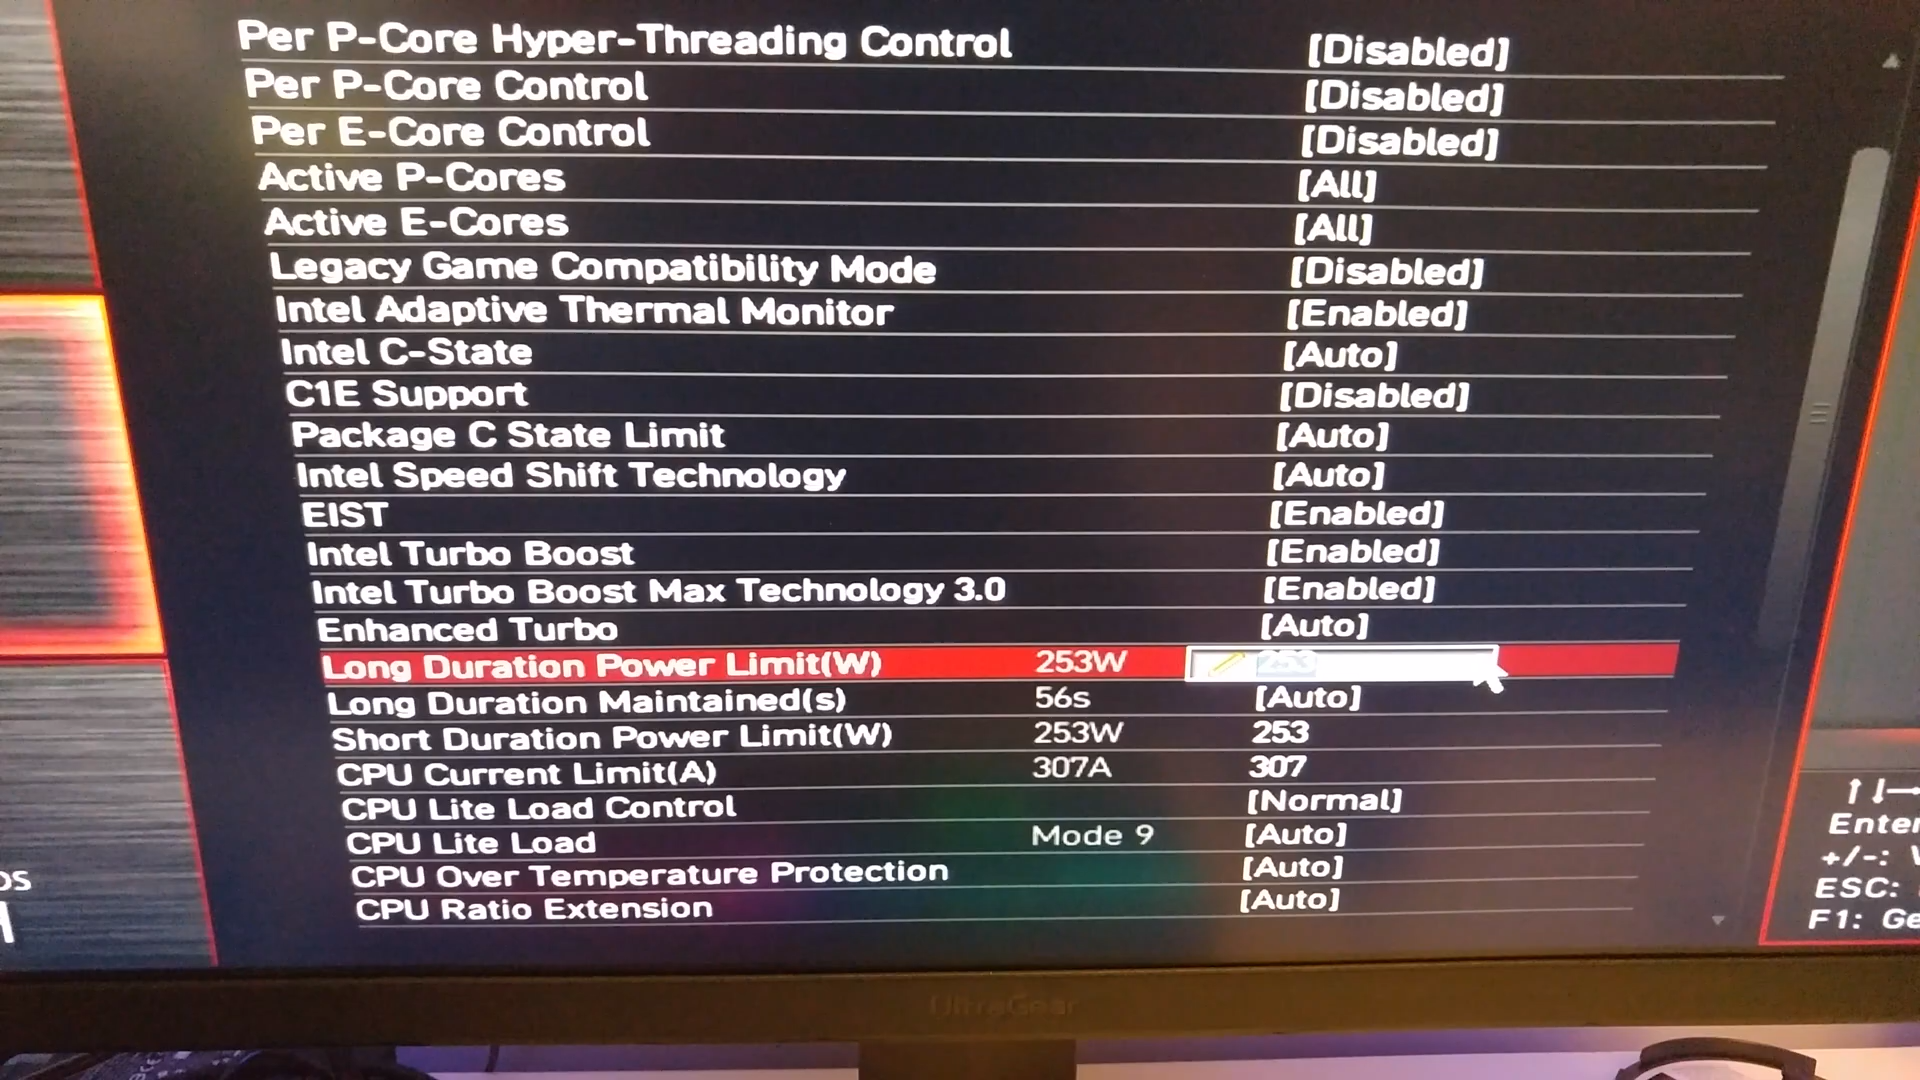 Per P-Core Hyper-Threading Control [Disabled]
Per P-Core Control [Disabled]
Per E-Core Control [Disabled]
Active P-Cores [All]
Active E-Cores [All]
Legacy Game Compatibility Mode [Disabled]
Intel Adaptive Thermal Monitor [Enabled]
Intel C-State [Auto]
C1E Support [Disabled]
Package C State Limit [Auto]
Intel Speed Shift Technology [Auto]
EIST [Enabled]
Intel Turbo Boost [Enabled]
Intel Turbo Boost Max Technology 3.0 [Enabled]
Enhanced Turbo [Auto]
Long Duration Power Limit(W) 253W 253
Long Duration Maintained(s) 56s [Auto]
Short Duration Power Limit(W) 253W 253
CPU Current Limit(A) 307A 307
CPU Lite Load Control [Normal]
CPU Lite Load Mode 9 [Auto]
CPU Over Temperature Protection [Auto]
CPU Ratio Extension [Auto]
↑↓→
Enter
+/-:
ESC:
F1: Ge
UltraGear